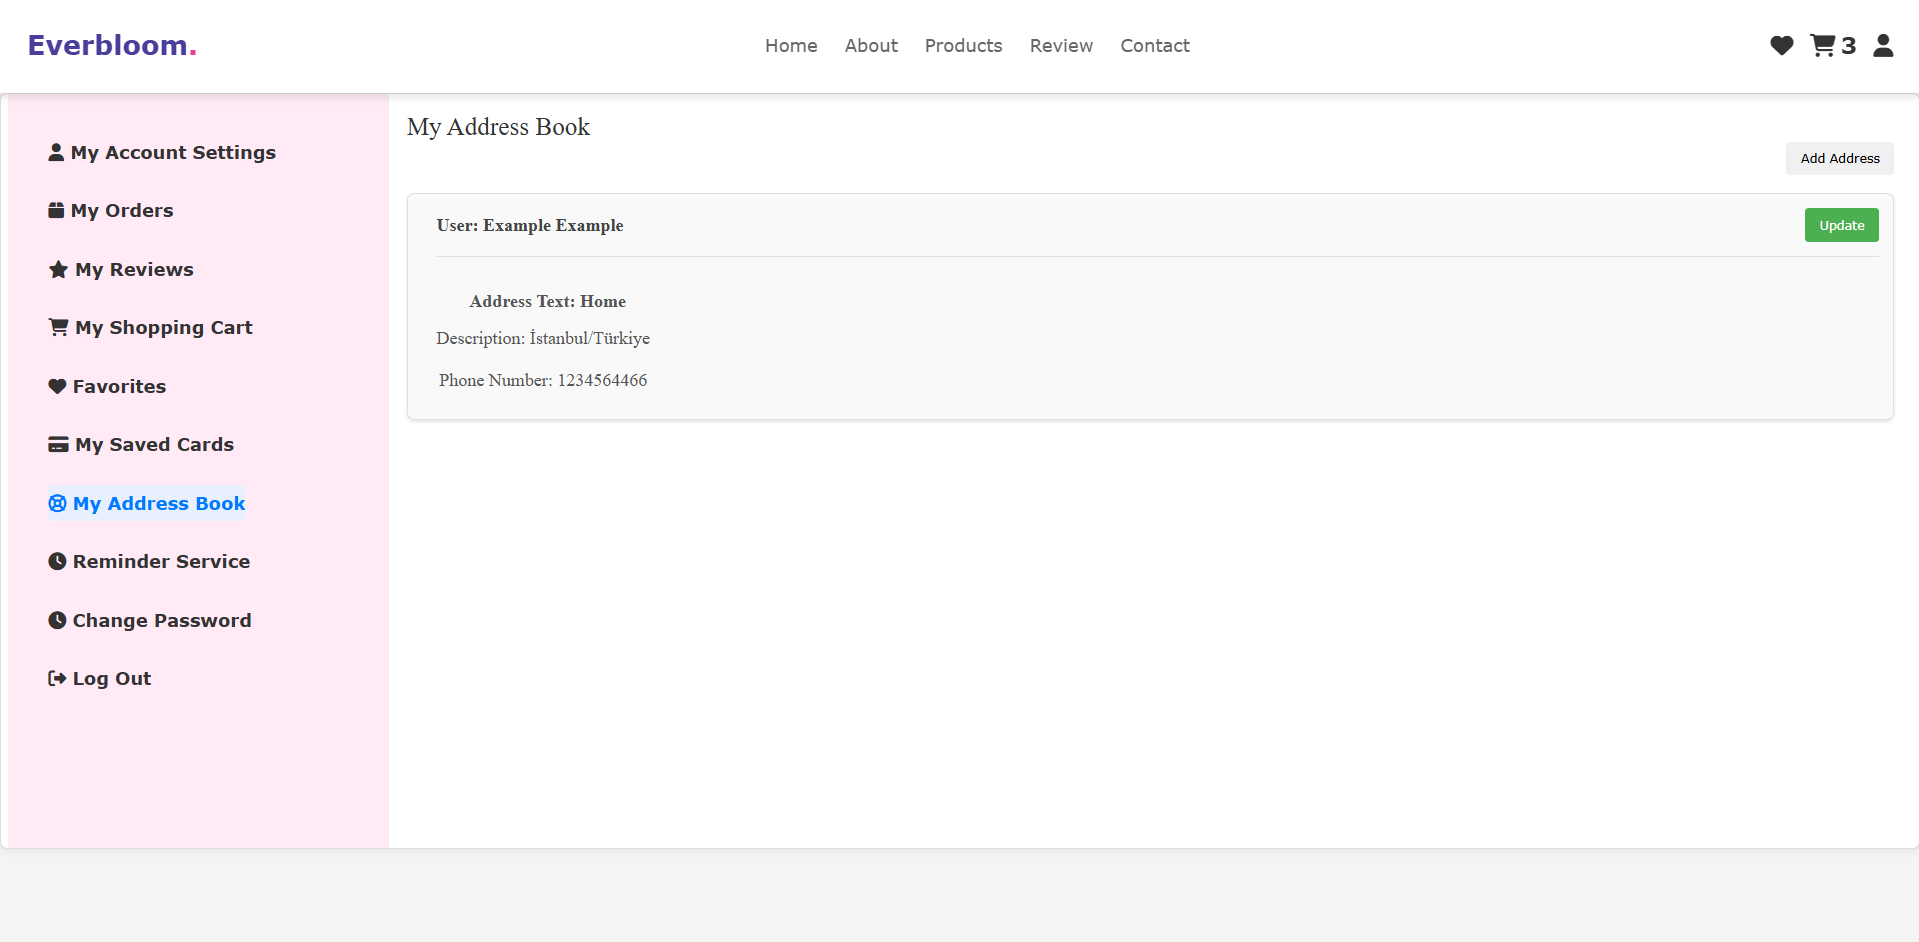 Everbloom.
Home About Products Review Contact
3
My Account Settings
My Orders
My Reviews
My Shopping Cart
Favorites
My Saved Cards
My Address Book
Reminder Service
Change Password
Log Out
My Address Book
Add Address
User: Example Example
Update
Address Text: Home
Description: İstanbul/Türkiye
Phone Number: 1234564466